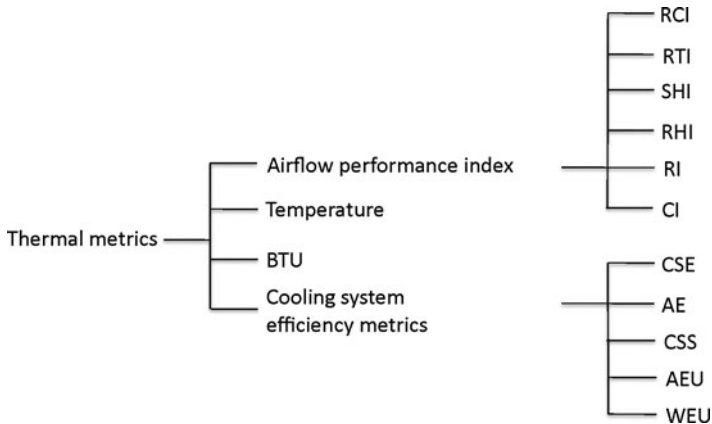 Thermal metrics
Airflow performance index
Temperature
BTU
Cooling system
efficiency metrics
RCI
RTI
SHI
RHI
RI
CI
CSE
AE
CSS
AEU
WEU